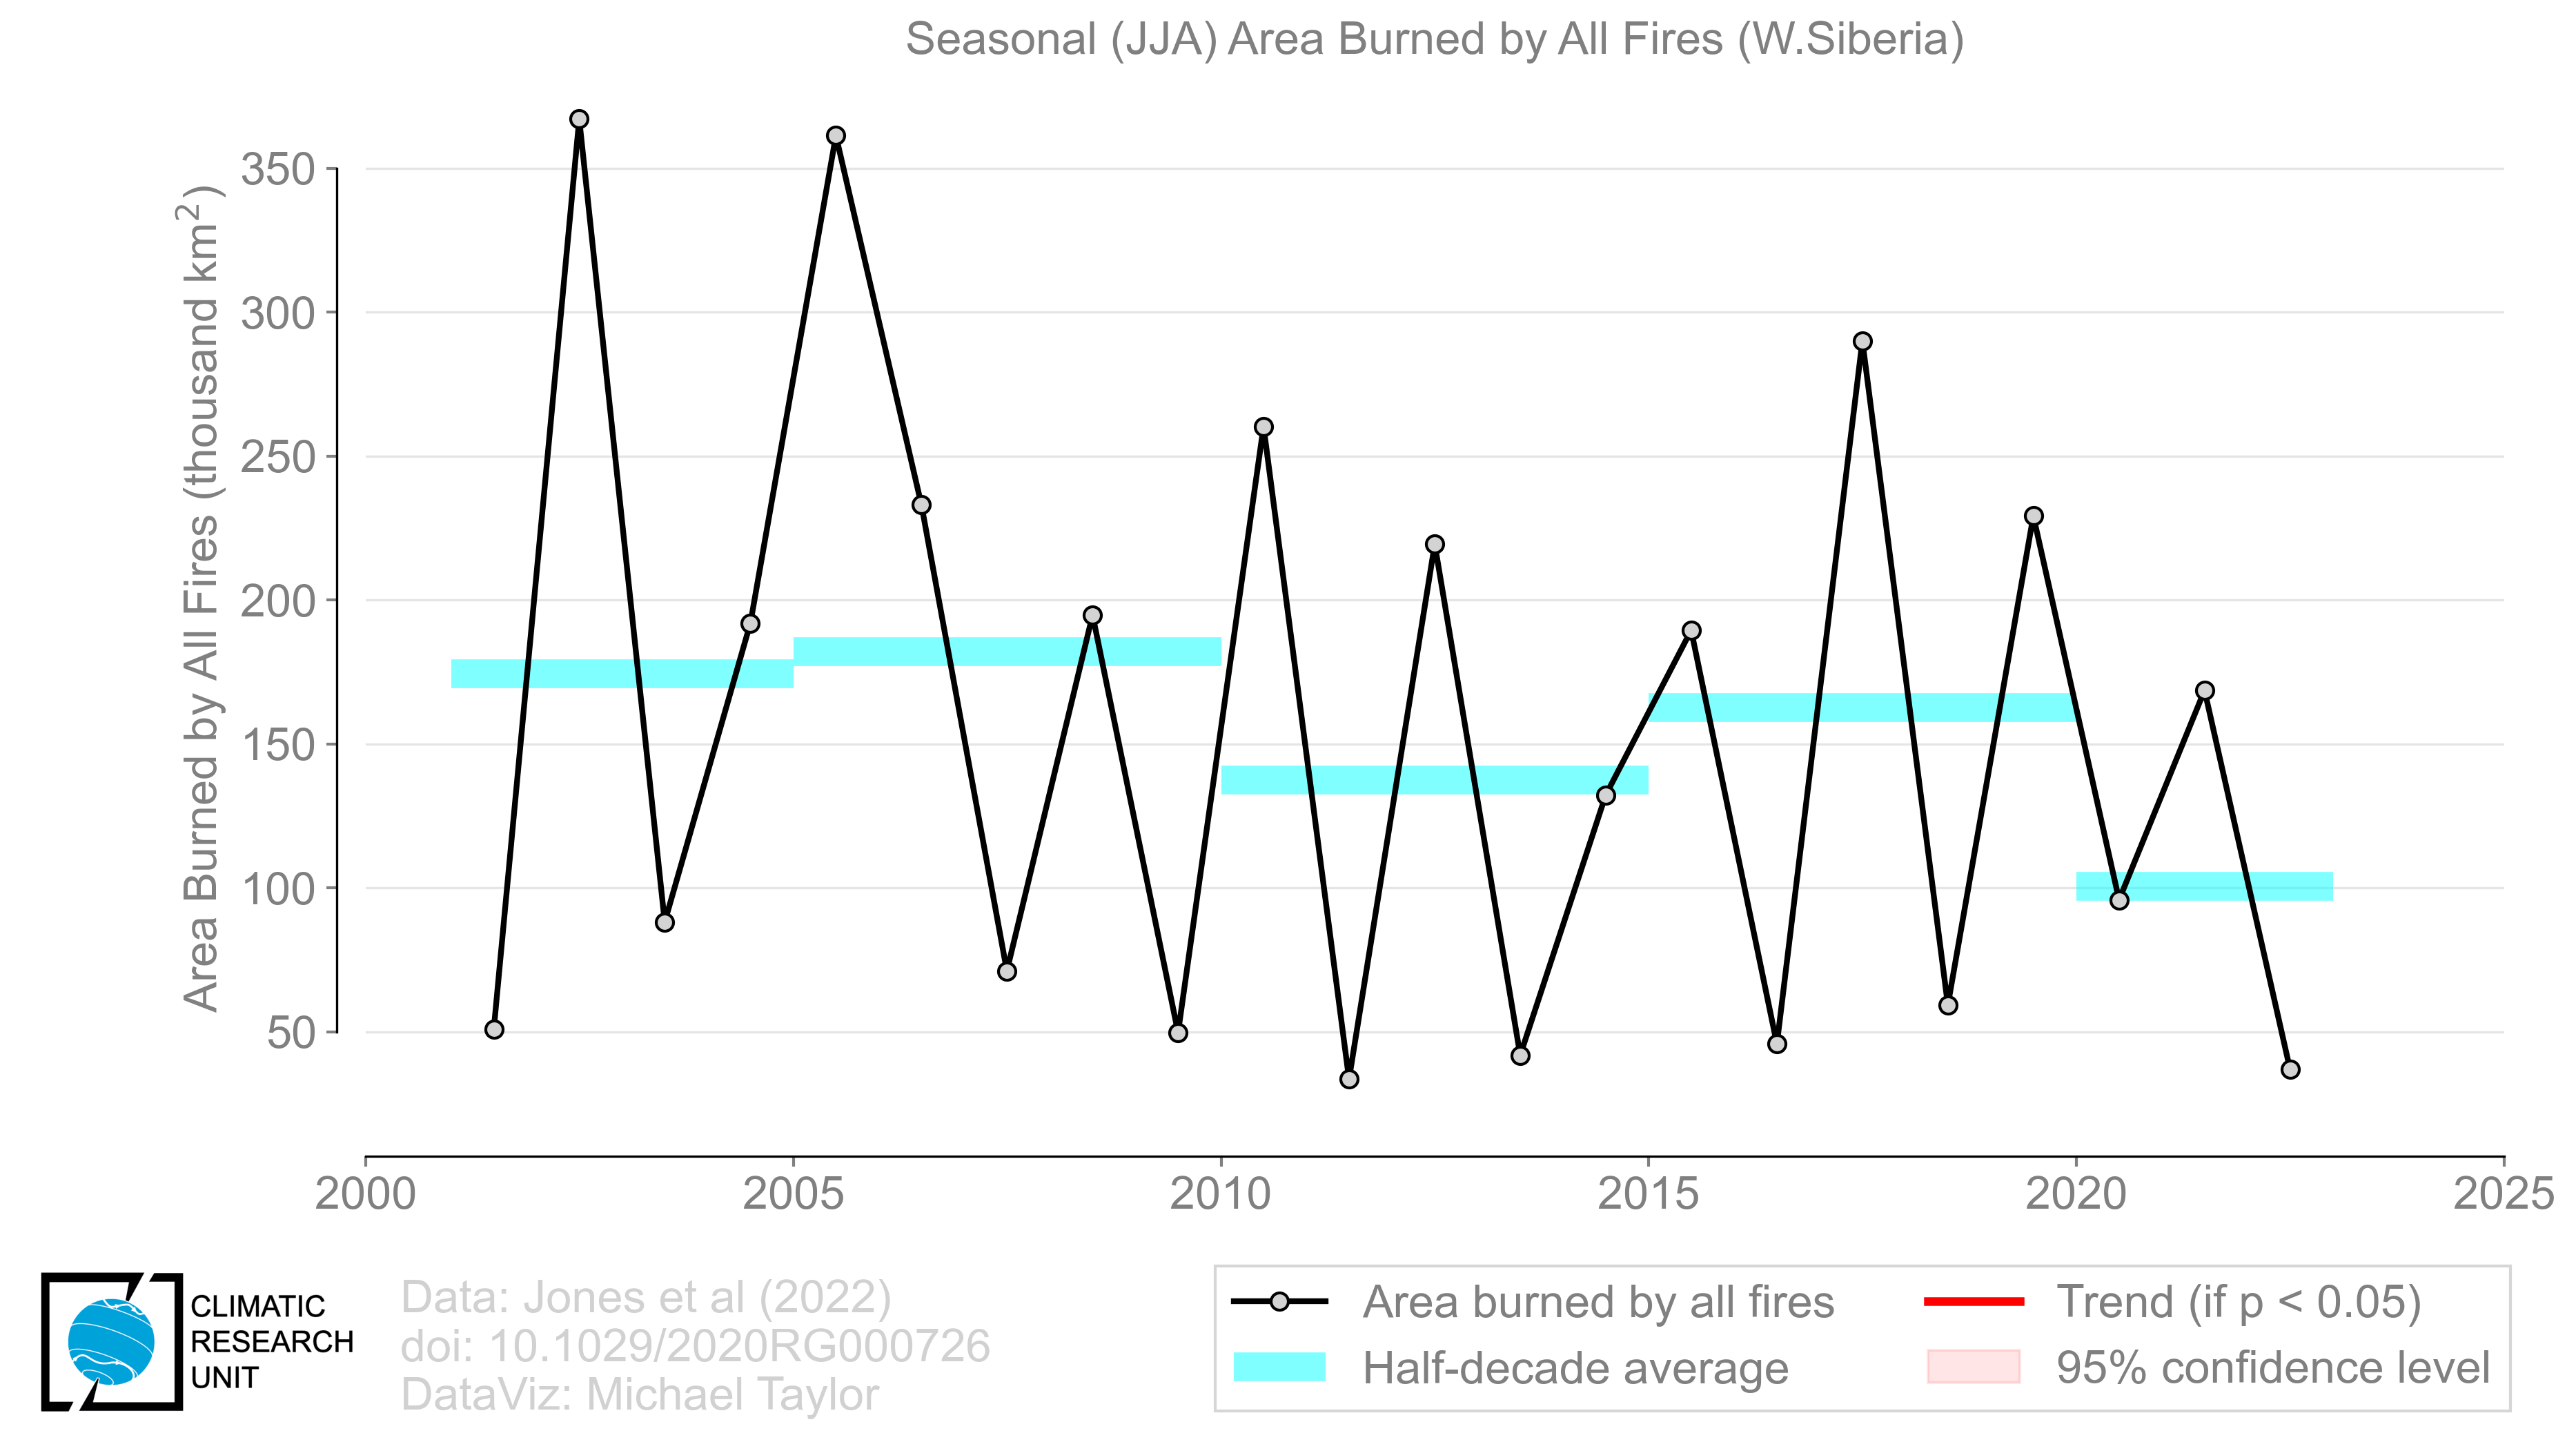 Seasonal (JJA) Area Burned by All Fires (W.Siberia)
Area Burned by All Fires (thousand km²)
350
300
250
200
150
100
50
2000 2005 2010 2015 2020 2025
CLIMATIC
RESEARCH
UNIT
Data: Jones et al (2022)
doi: 10.1029/2020RG000726
DataViz: Michael Taylor
Area burned by all fires
Half-decade average
Trend (if p < 0.05)
95% confidence level